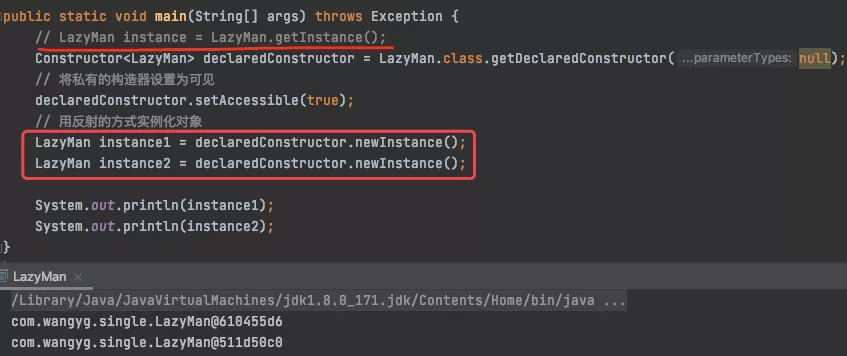 public static void main(String[] args) throws Exception {
// LazyMan instance = LazyMan.getInstance();
Constructor<LazyMan> declaredConstructor = LazyMan.class.getDeclaredConstructor( ...parameterTypes: null);
// 将私有的构造器设置为可见
declaredConstructor.setAccessible(true);
// 用反射的方式实例化对象
LazyMan instance1 = declaredConstructor.newInstance();
LazyMan instance2 = declaredConstructor.newInstance();
System.out.println(instance1);
System.out.println(instance2);
}
LazyMan ×
/Library/Java/JavaVirtualMachines/jdk1.8.0_171.jdk/Contents/Home/bin/java ...
com.wangyg.single.LazyMan@610455d6
com.wangyg.single.LazyMan@511d50c0